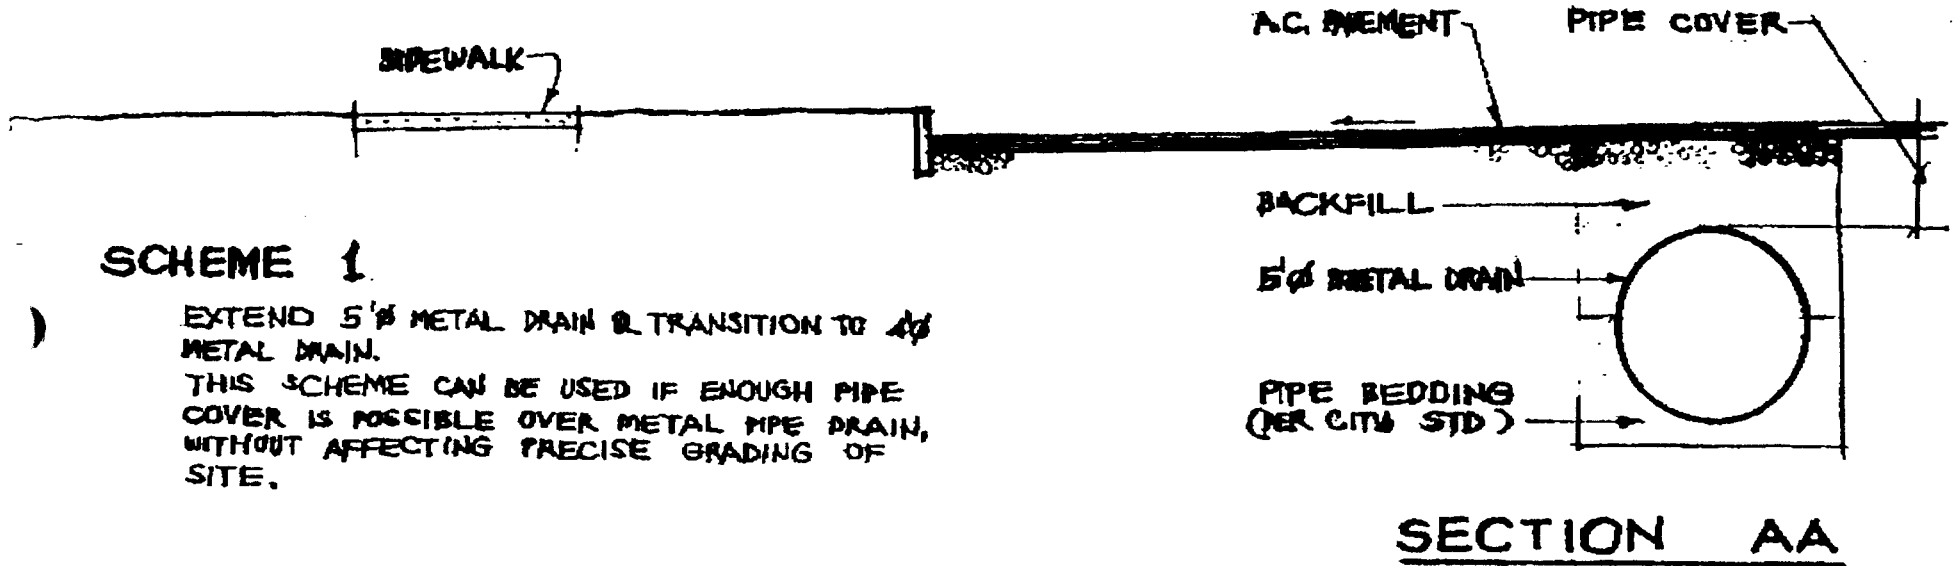 A.C. PAVEMENT
PIPE COVER
SIDEWALK
BACKFILL
SCHEME 1
5'Ø METAL DRAIN
EXTEND 5'Ø METAL DRAIN & TRANSITION TO 4'Ø
METAL DRAIN.
THIS SCHEME CAN BE USED IF ENOUGH PIPE
COVER IS POSSIBLE OVER METAL PIPE DRAIN,
WITHOUT AFFECTING PRECISE GRADING OF
SITE.
PIPE BEDDING
(PER CITY STD)
SECTION AA